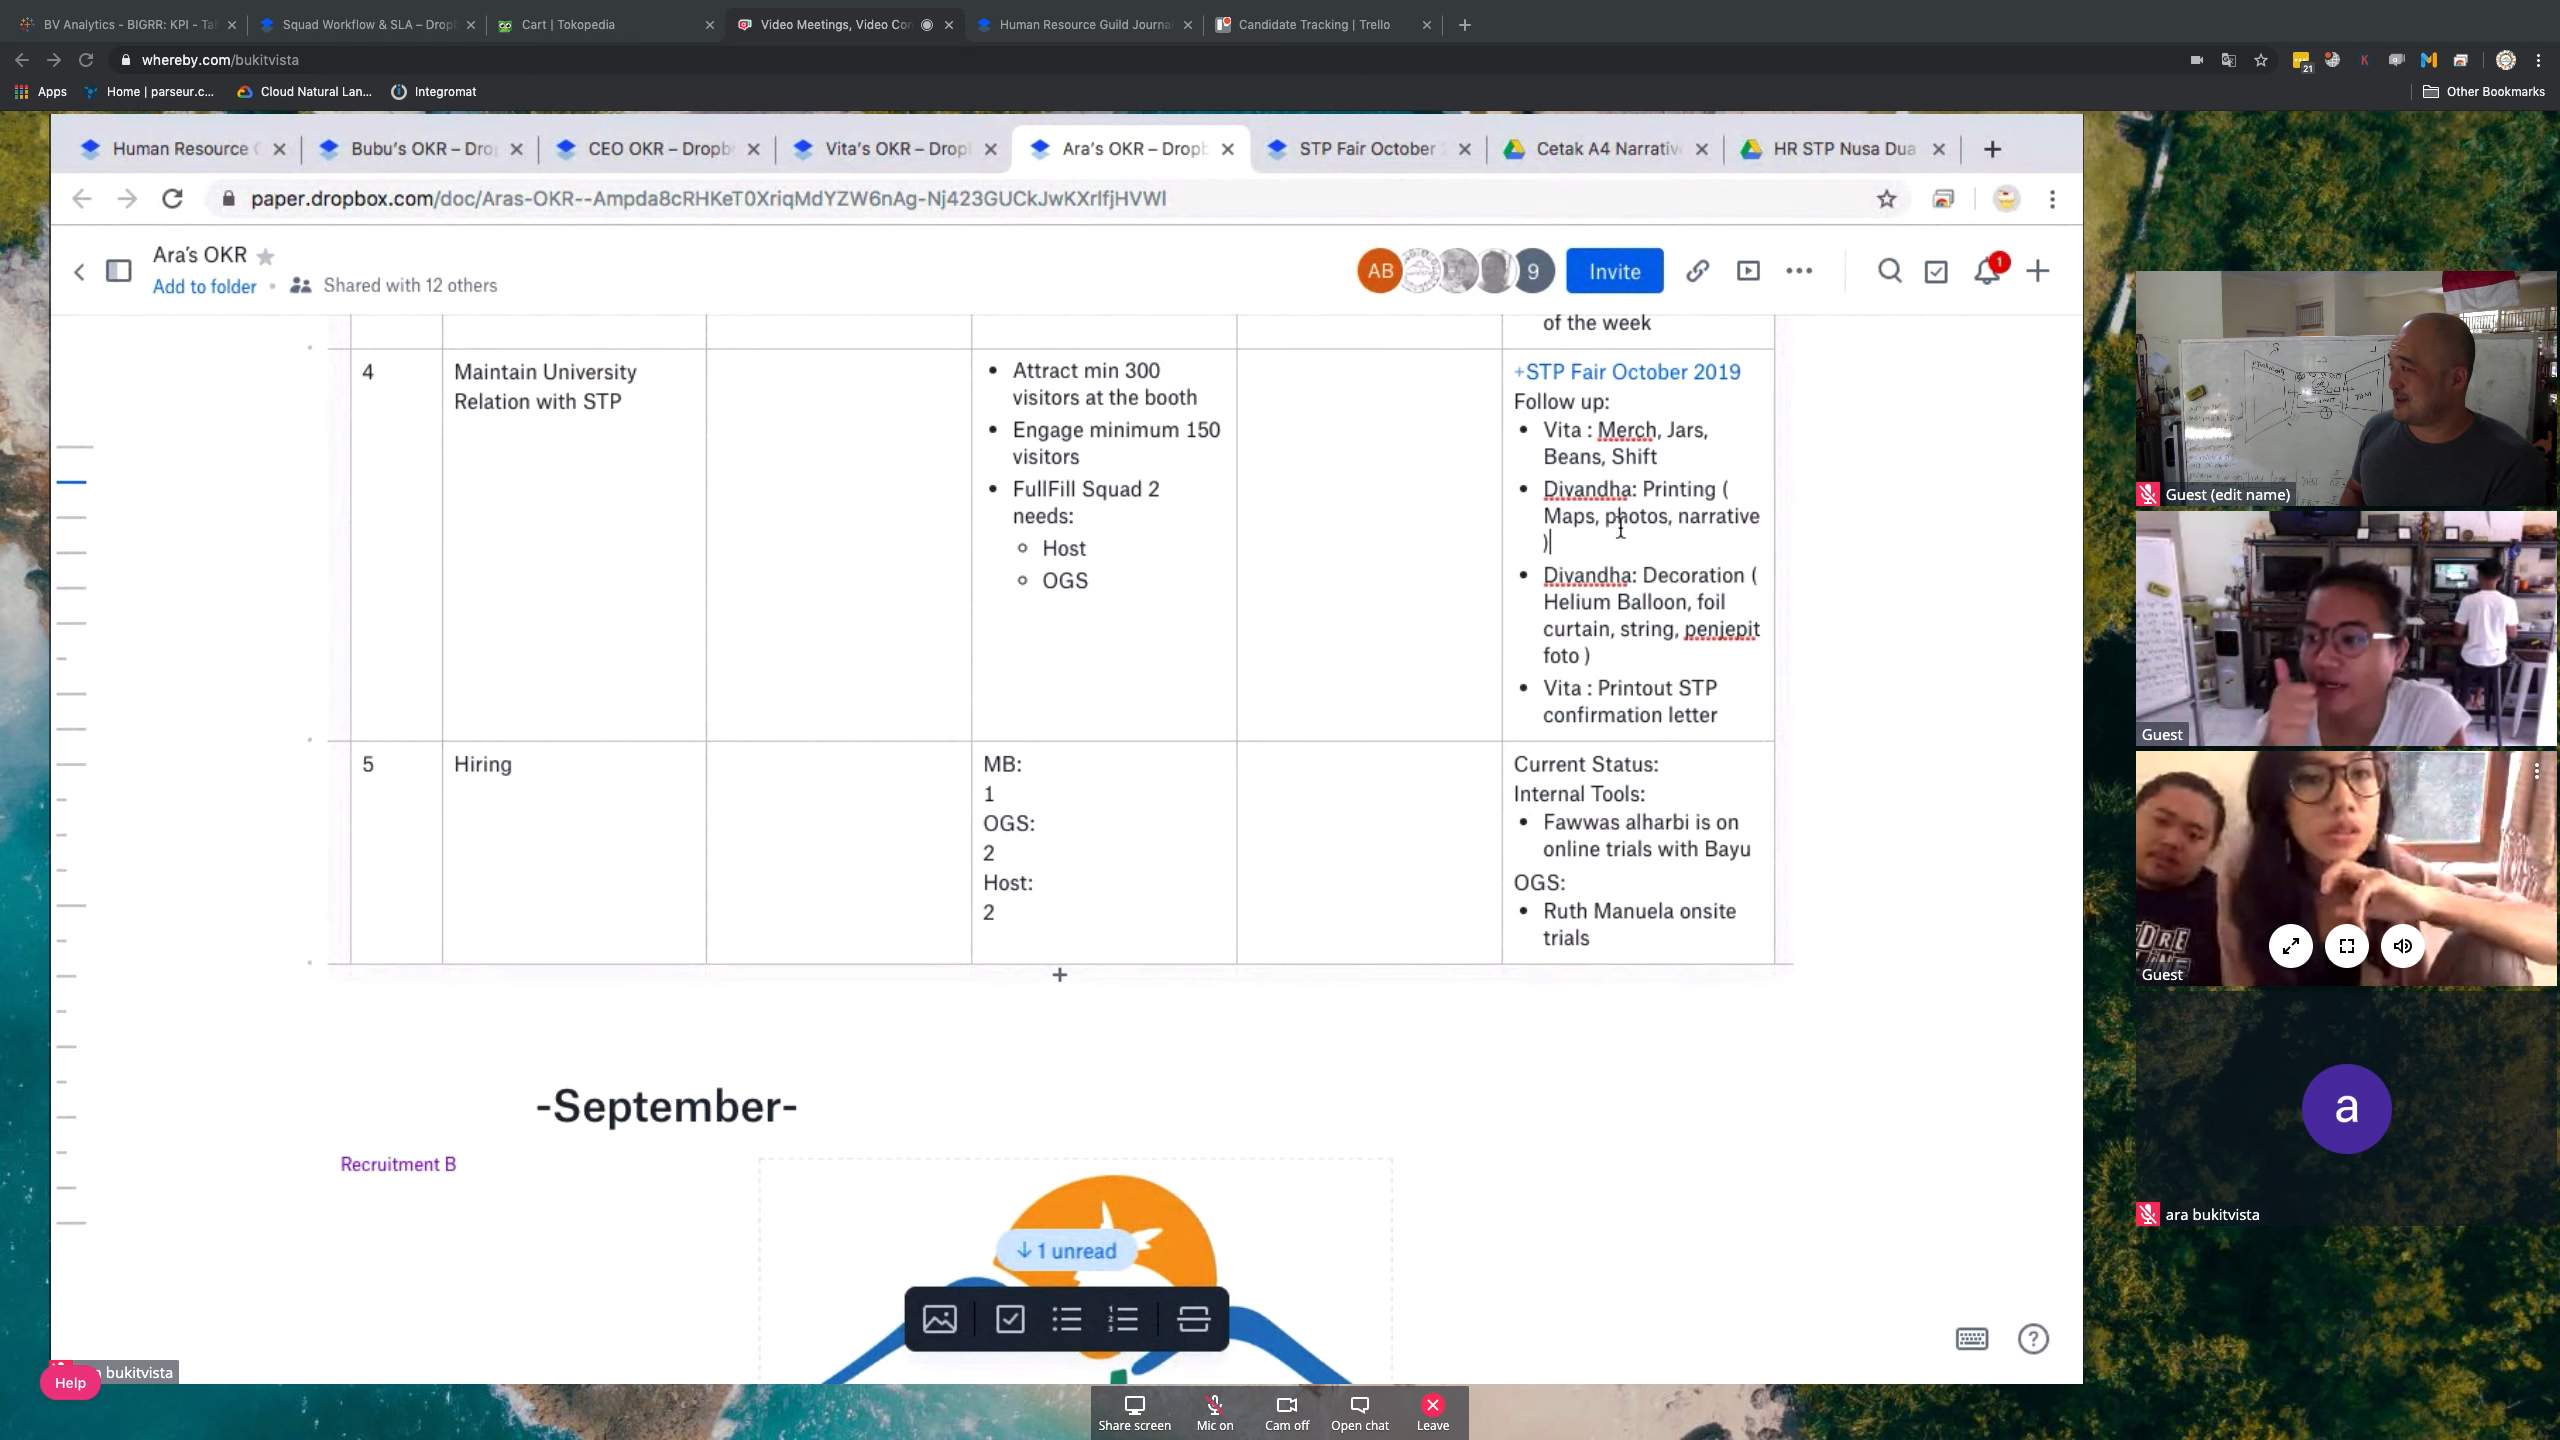 BV Analytics - BIGRR: KPI - Ta
Squad Workflow & SLA – Drop
Cart | Tokopedia
Video Meetings, Video Con
Human Resource Guild Journa
Candidate Tracking | Trello
whereby.com/bukitvista
21
Apps
Home | parseur.c...
Cloud Natural Lan...
Integromat
Other Bookmarks
Human Resource
Bubu's OKR – Dro
CEO OKR – Dropb
Vita's OKR – Drop
Ara's OKR – Dropb
STP Fair October
Cetak A4 Narrativ
HR STP Nusa Dua
paper.dropbox.com/doc/Aras-OKR--Ampda8cRHKeT0XriqMdYZW6nAg-Nj423GUCkJwKXrlfjHVWl
Ara's OKR
Add to folder
Shared with 12 others
AB
9
Invite
1
of the week
4
Maintain University
Relation with STP
• Attract min 300
visitors at the booth
• Engage minimum 150
visitors
• FullFill Squad 2
needs:
○ Host
○ OGS
+STP Fair October 2019
Follow up:
• Vita : Merch, Jars,
Beans, Shift
• Divandha: Printing (
Maps, photos, narrative
)
• Divandha: Decoration (
Helium Balloon, foil
curtain, string, penjepit
foto )
• Vita : Printout STP
confirmation letter
5
Hiring
MB:
1
OGS:
2
Host:
2
Current Status:
Internal Tools:
• Fawwas alharbi is on
online trials with Bayu
OGS:
• Ruth Manuela onsite
trials
-September-
Recruitment B
1 unread
bukitvista
Help
Guest (edit name)
Guest
Guest
a
ara bukitvista
Share screen
Mic on
Cam off
Open chat
Leave